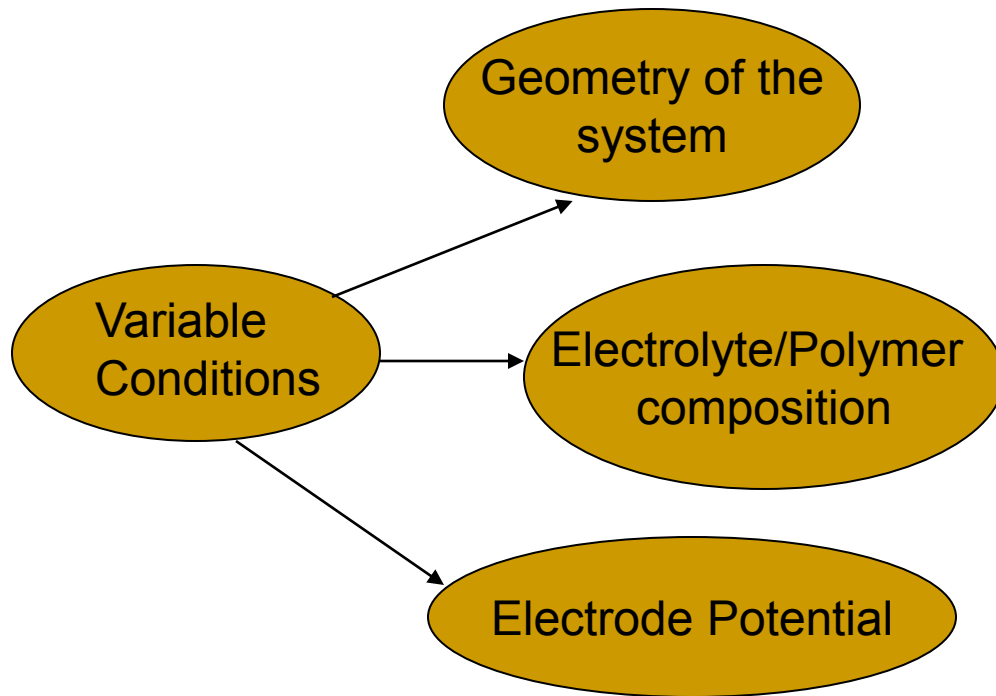 Geometry of the
system
Variable
Conditions
Electrolyte/Polymer
composition
Electrode Potential